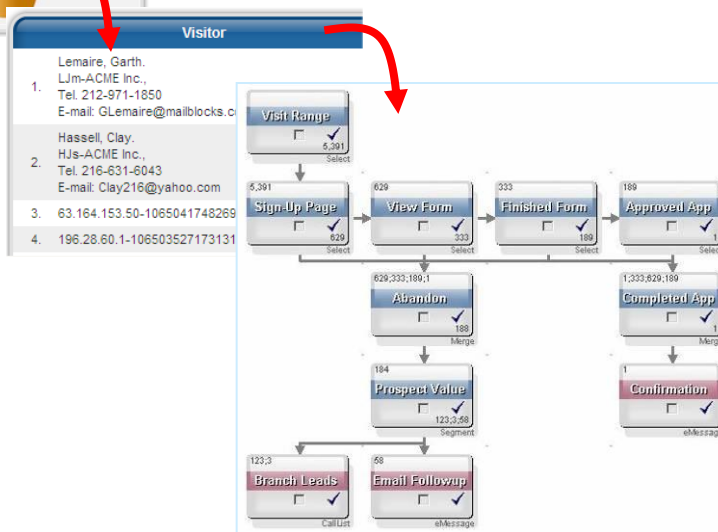 Visitor
1.
Lemaire, Garth.
LJm-ACME Inc.,
Tel. 212-971-1850
E-mail: GLemaire@mailblocks.c
2.
Hassell, Clay.
HJs-ACME Inc.,
Tel. 216-631-6043
E-mail: Clay216@yahoo.com
3. 63.164.153.50-1065041748269
4. 196.28.60.1-106503527173131
Visit Range
5,391
Select
5,391
Sign-Up Page
629
Select
629
View Form
333
Select
333
Finished Form
189
Select
189
Approved App
1
Selec
629;333;189;1
Abandon
188
Merge
1;333;629;189
Completed App
1
Merg
184
Prospect Value
123;3;58
Segment
1
Confirmation
eMessag
123;3
Branch Leads
CallList
58
Email Followup
eMessage